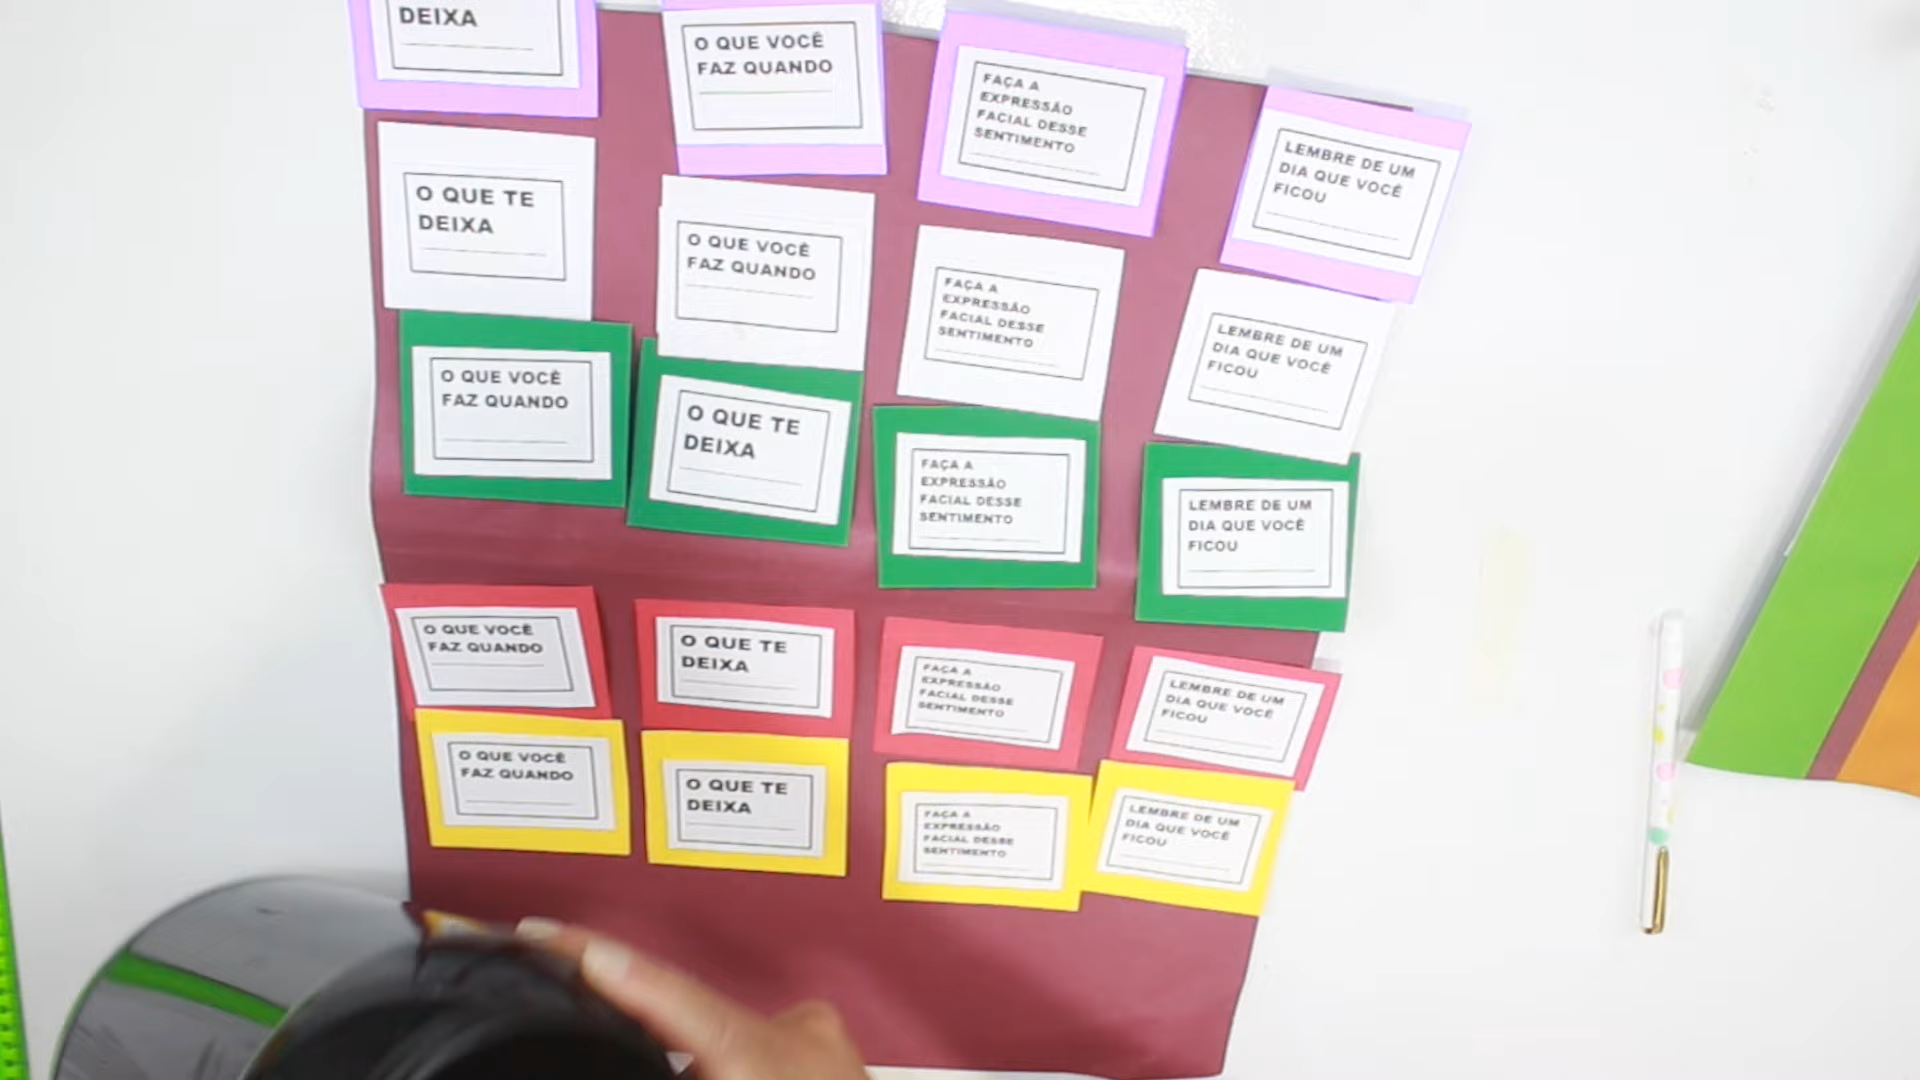 DEIXA
O QUE VOCÊ
FAZ QUANDO
FAÇA A
EXPRESSÃO
FACIAL DESSE
SENTIMENTO
LEMBRE DE UM
DIA QUE VOCÊ
FICOU
O QUE TE
DEIXA
O QUE VOCÊ
FAZ QUANDO
FAÇA A
EXPRESSÃO
FACIAL DESSE
SENTIMENTO
LEMBRE DE UM
DIA QUE VOCÊ
FICOU
O QUE VOCÊ
FAZ QUANDO
O QUE TE
DEIXA
FAÇA A
EXPRESSÃO
FACIAL DESSE
SENTIMENTO
LEMBRE DE UM
DIA QUE VOCÊ
FICOU
O QUE VOCÊ
FAZ QUANDO
O QUE TE
DEIXA
FAÇA A
EXPRESSÃO
FACIAL DESSE
SENTIMENTO
LEMBRE DE UM
DIA QUE VOCÊ
FICOU
O QUE VOCÊ
FAZ QUANDO
O QUE TE
DEIXA
FAÇA A
EXPRESSÃO
FACIAL DESSE
SENTIMENTO
LEMBRE DE UM
DIA QUE VOCÊ
FICOU